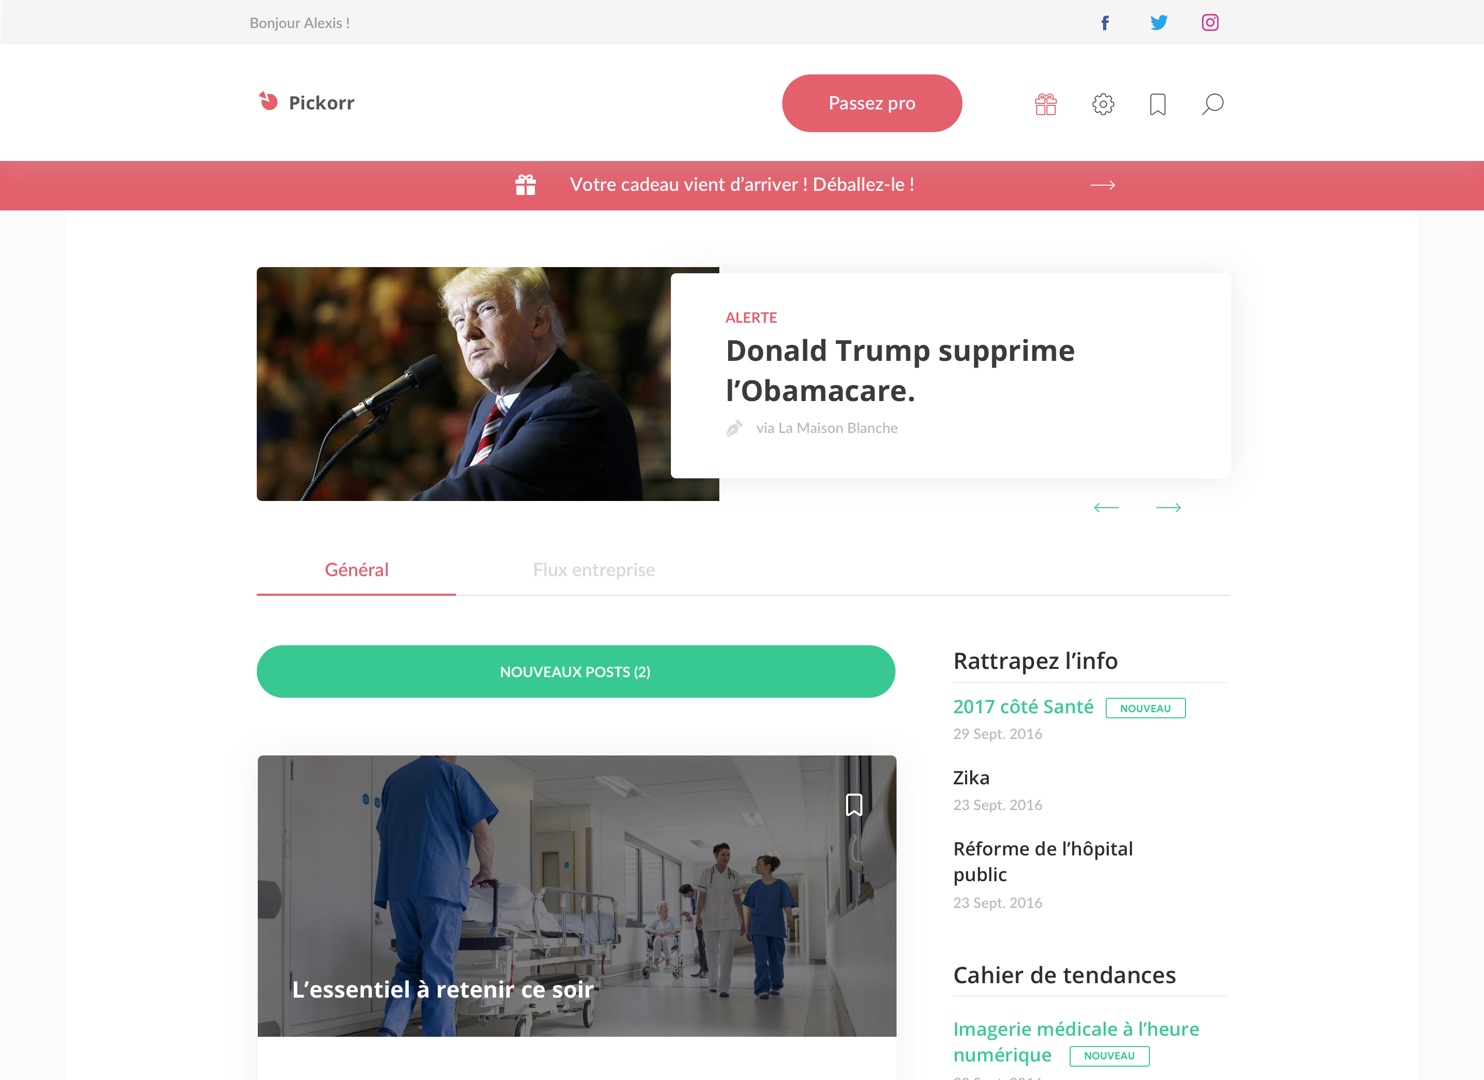 Bonjour Alexis !
Pickorr
Passez pro
Votre cadeau vient d’arriver ! Déballez-le !
ALERTE
Donald Trump supprime
l’Obamacare.
via La Maison Blanche
Général
Flux entreprise
NOUVEAUX POSTS (2)
L’essentiel à retenir ce soir
Rattrapez l’info
2017 côté Santé NOUVEAU
29 Sept. 2016
Zika
23 Sept. 2016
Réforme de l’hôpital
public
23 Sept. 2016
Cahier de tendances
Imagerie médicale à l’heure
numérique NOUVEAU